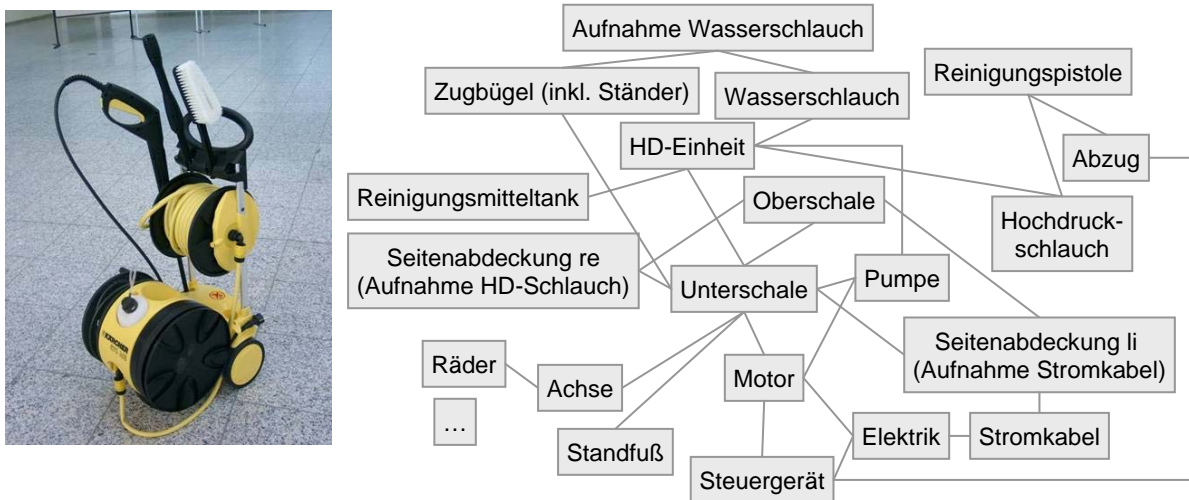 Aufnahme Wasserschlauch
Reinigungspistole
Zugbügel (inkl. Ständer)
Wasserschlauch
HD-Einheit
Abzug
Reinigungsmitteltank
Oberschale
Hochdruck-
schlauch
Seitenabdeckung re
(Aufnahme HD-Schlauch)
Unterschale
Pumpe
Seitenabdeckung li
(Aufnahme Stromkabel)
Räder
Achse
Motor
...
Standfuß
Elektrik
Stromkabel
Steuergerät
KÄRCHER